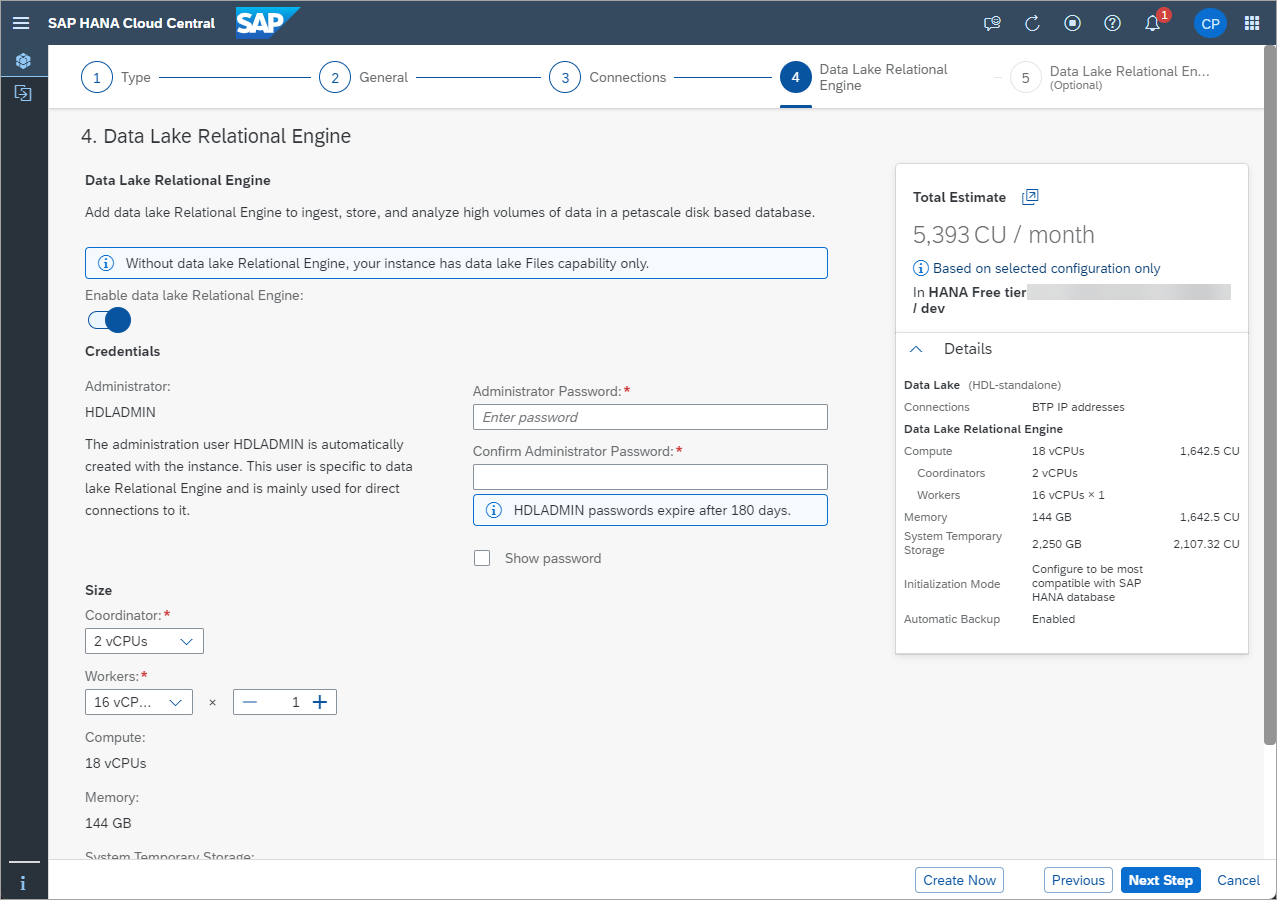 SAP HANA Cloud Central
SAP
1
CP
1 Type
2 General
3 Connections
4 Data Lake Relational
Engine
5 Data Lake Relational En...
(Optional)
4. Data Lake Relational Engine
Data Lake Relational Engine
Add data lake Relational Engine to ingest, store, and analyze high volumes of data in a petascale disk based database.
Without data lake Relational Engine, your instance has data lake Files capability only.
Enable data lake Relational Engine:
Credentials
Administrator:
HDLADMIN
The administration user HDLADMIN is automatically
created with the instance. This user is specific to data
lake Relational Engine and is mainly used for direct
connections to it.
Administrator Password:*
Enter password
Confirm Administrator Password:*
HDLADMIN passwords expire after 180 days.
Show password
Size
Coordinator:*
2 vCPUs
Workers:*
16 vCP... × 1
Compute:
18 vCPUs
Memory:
144 GB
System Temporary Storage:
Total Estimate
5,393 CU / month
Based on selected configuration only
In HANA Free tier
/ dev
Details
Data Lake (HDL-standalone)
Connections BTP IP addresses
Data Lake Relational Engine
Compute 18 vCPUs 1,642.5 CU
Coordinators 2 vCPUs
Workers 16 vCPUs × 1
Memory 144 GB 1,642.5 CU
System Temporary
Storage 2,250 GB 2,107.32 CU
Initialization Mode Configure to be most
compatible with SAP
HANA database
Automatic Backup Enabled
Create Now
Previous
Next Step
Cancel